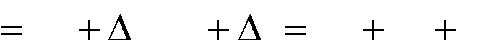 = + Δ + Δ = + +